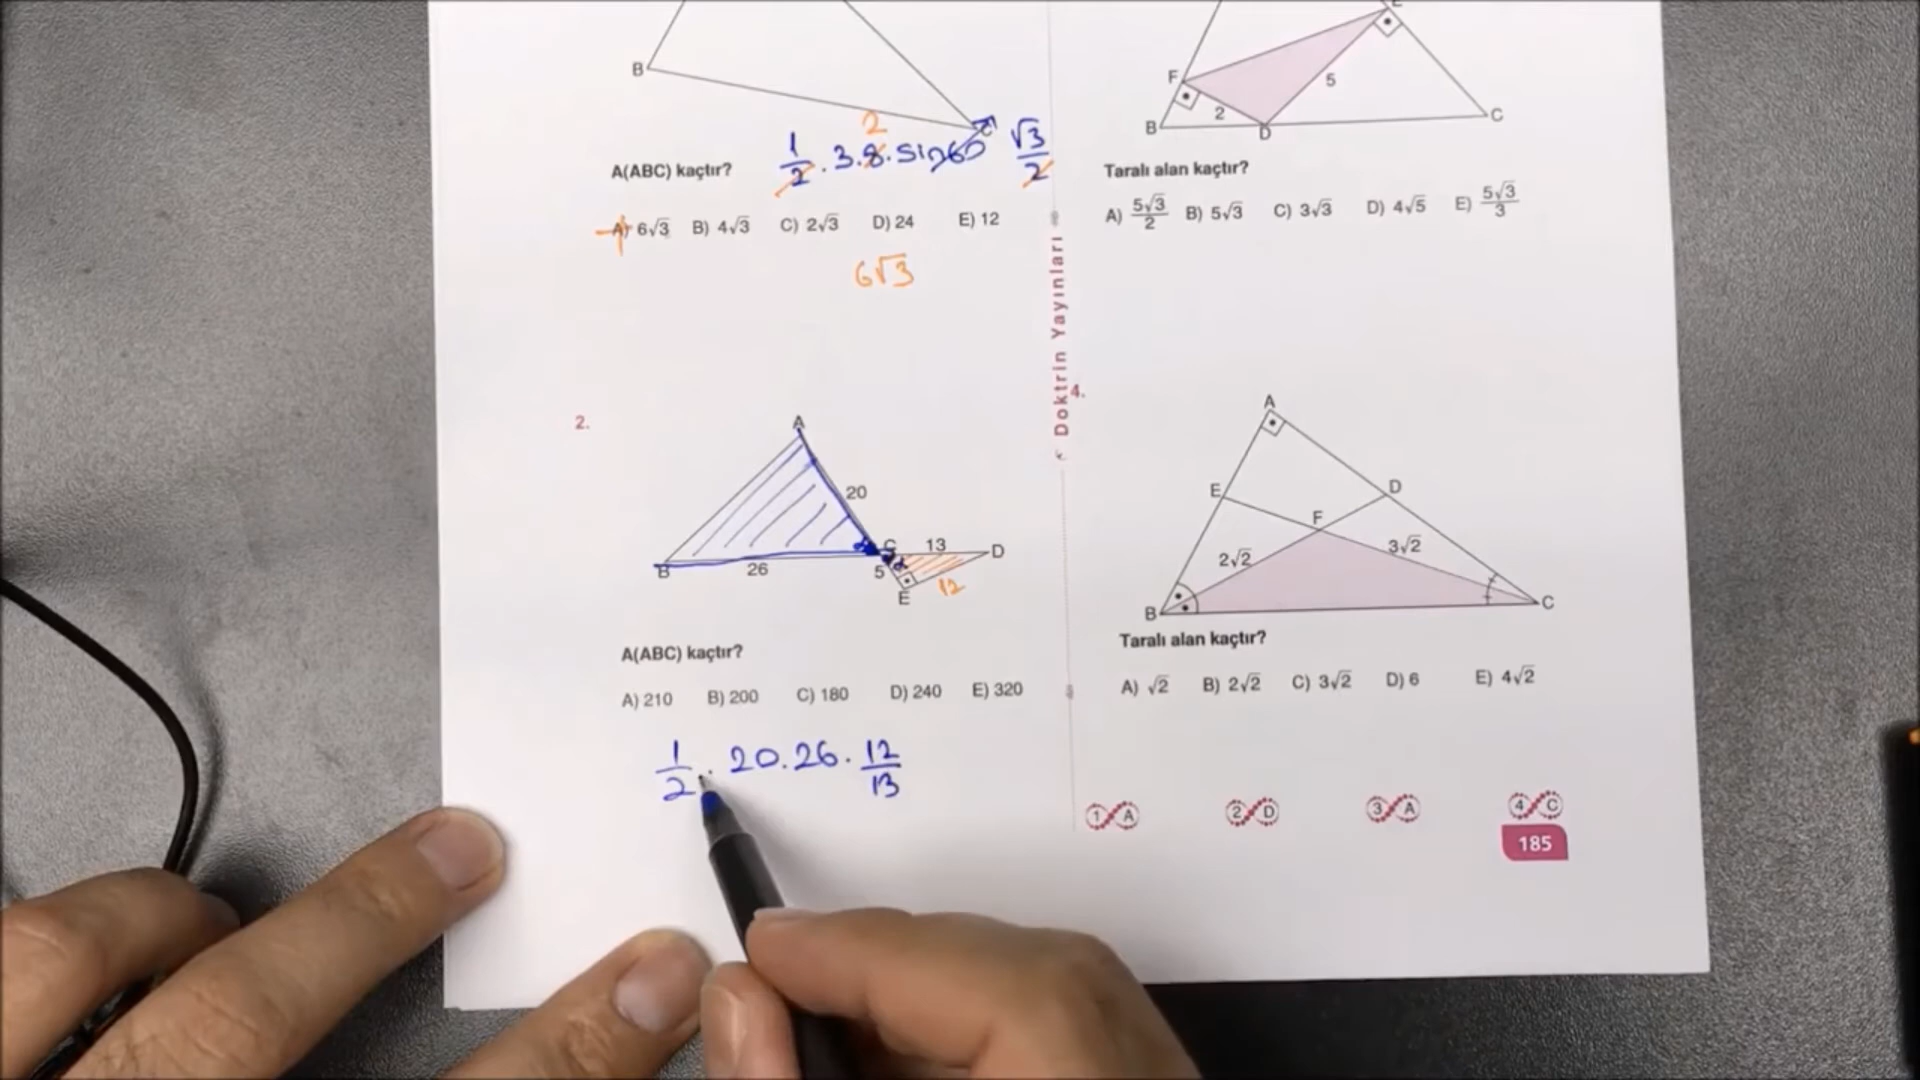 B
C
2
1/2 . 3.8.sin60 √3/2
A(ABC) kaçtır?
A) 6√3 B) 4√3 C) 2√3 D) 24 E) 12
6√3
2.
A
20
B
26
C
13
D
α
5
α
E
12
A(ABC) kaçtır?
A) 210 B) 200 C) 180 D) 240 E) 320
1/2 . 20.26. 12/13
Doktrin Yayınları
E
F
5
2
B
D
C
Taralı alan kaçtır?
A) 5√3/2 B) 5√3 C) 3√3 D) 4√5 E) 5√3/3
4.
A
E
D
F
2√2
3√2
B
C
Taralı alan kaçtır?
A) √2 B) 2√2 C) 3√2 D) 6 E) 4√2
1 A 2 D 3 A 4 C
185